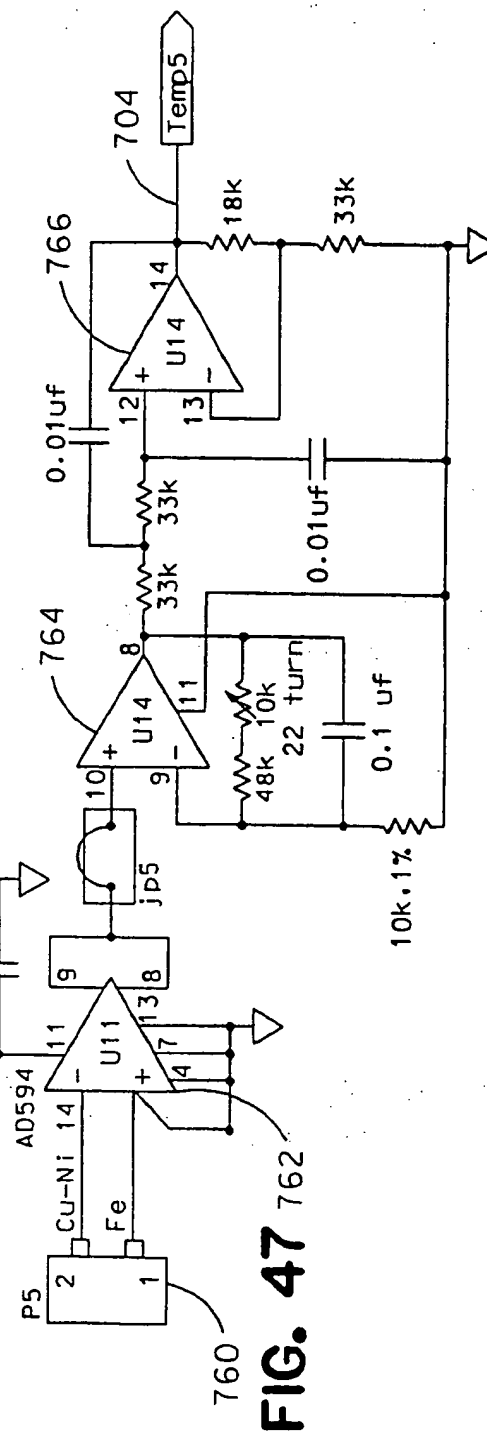 P5
2
1
760
Cu-Ni 14
Fe
AD594
11
U11
-
+
9
8
13
7
4
762
jp5
10
9
764
+
-
U14
8
11
48k
10k
22 turn
0.1 uf
10k.1%
33k
33k
0.01uf
0.01uf
12
13
766
+
-
U14
14
704
Temp5
18k
33k
FIG. 47